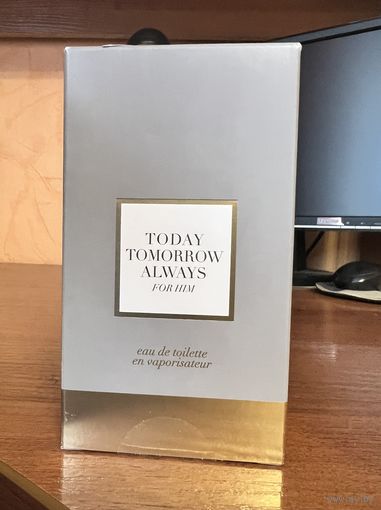 TODAY
TOMORROW
ALWAYS
FOR HIM
eau de toilette
en vaporisateur